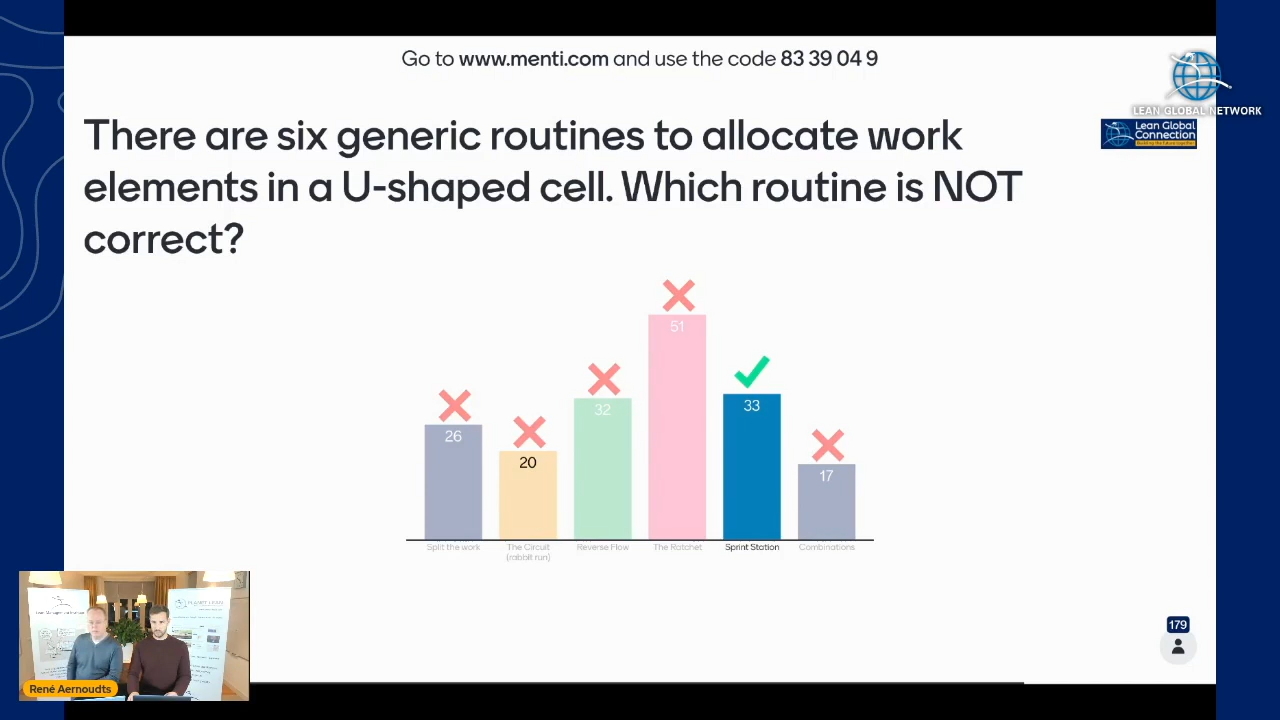 Go to www.menti.com and use the code 83 39 04 9
LEAN GLOBAL NETWORK
Lean Global
Connection
There are six generic routines to allocate work
elements in a U-shaped cell. Which routine is NOT
correct?
26
20
32
51
33
17
Split the work
The Circuit
(rabbit run)
Reverse Flow
The Ratchet
Sprint Station
Combinations
179
PLANET LEAN
René Aernoudts